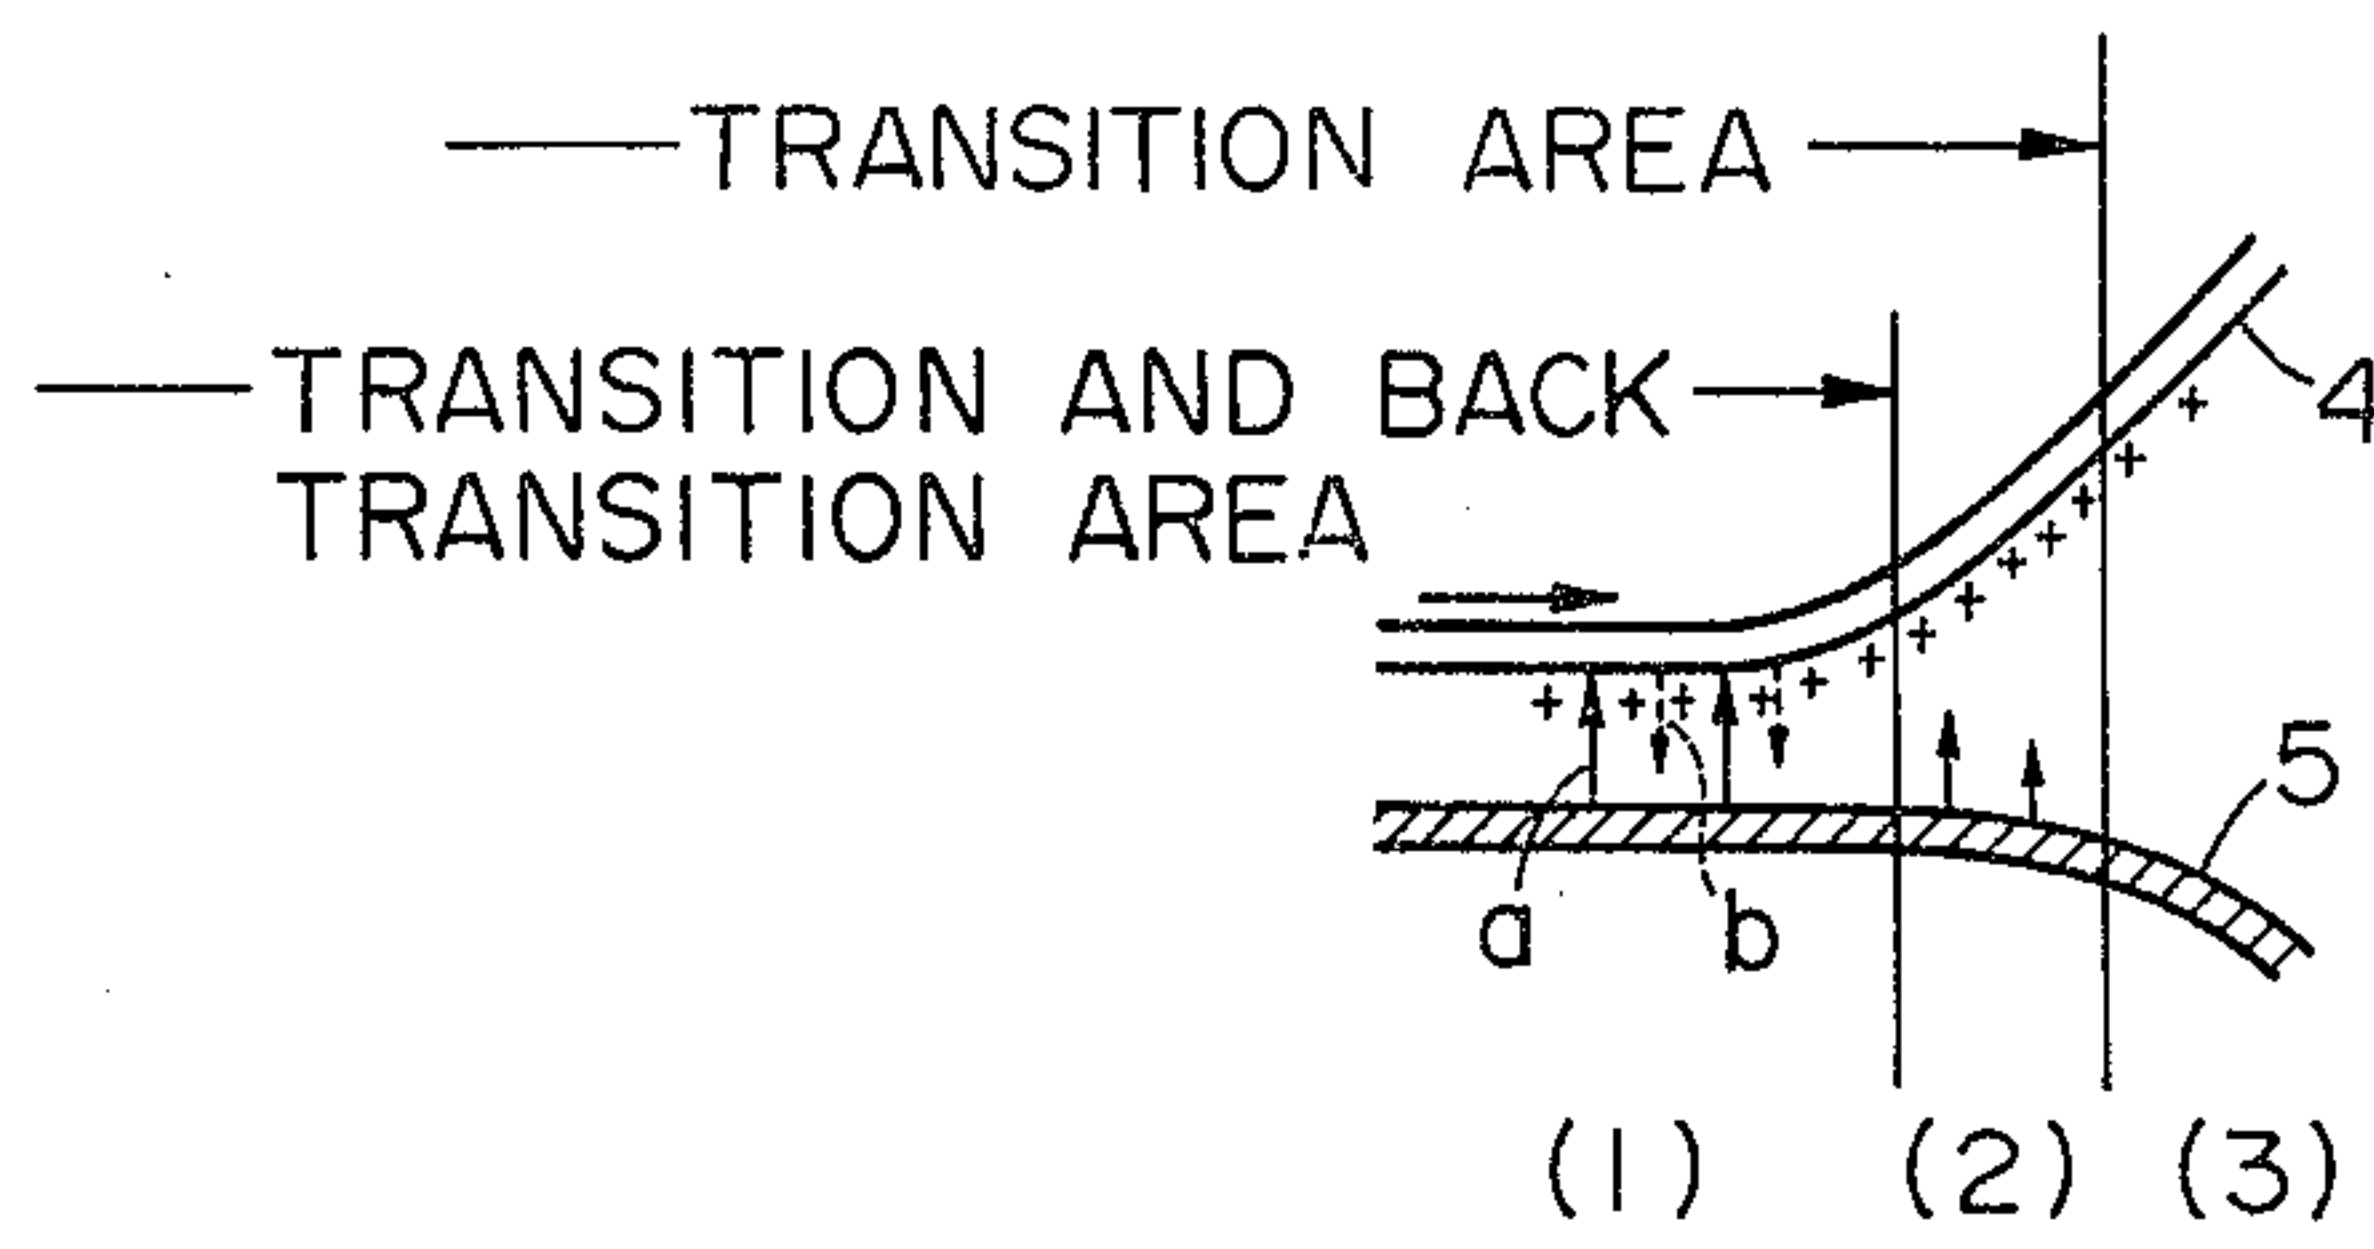 TRANSITION AREA
TRANSITION AND BACK
TRANSITION AREA
4
5
a b
(1) (2) (3)